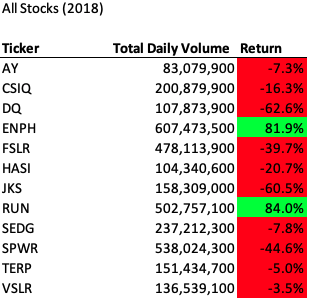 All Stocks (2018)
Ticker Total Daily Volume Return
AY 83,079,900 -7.3%
CSIQ 200,879,900 -16.3%
DQ 107,873,900 -62.6%
ENPH 607,473,500 81.9%
FSLR 478,113,900 -39.7%
HASI 104,340,600 -20.7%
JKS 158,309,000 -60.5%
RUN 502,757,100 84.0%
SEDG 237,212,300 -7.8%
SPWR 538,024,300 -44.6%
TERP 151,434,700 -5.0%
VSLR 136,539,100 -3.5%